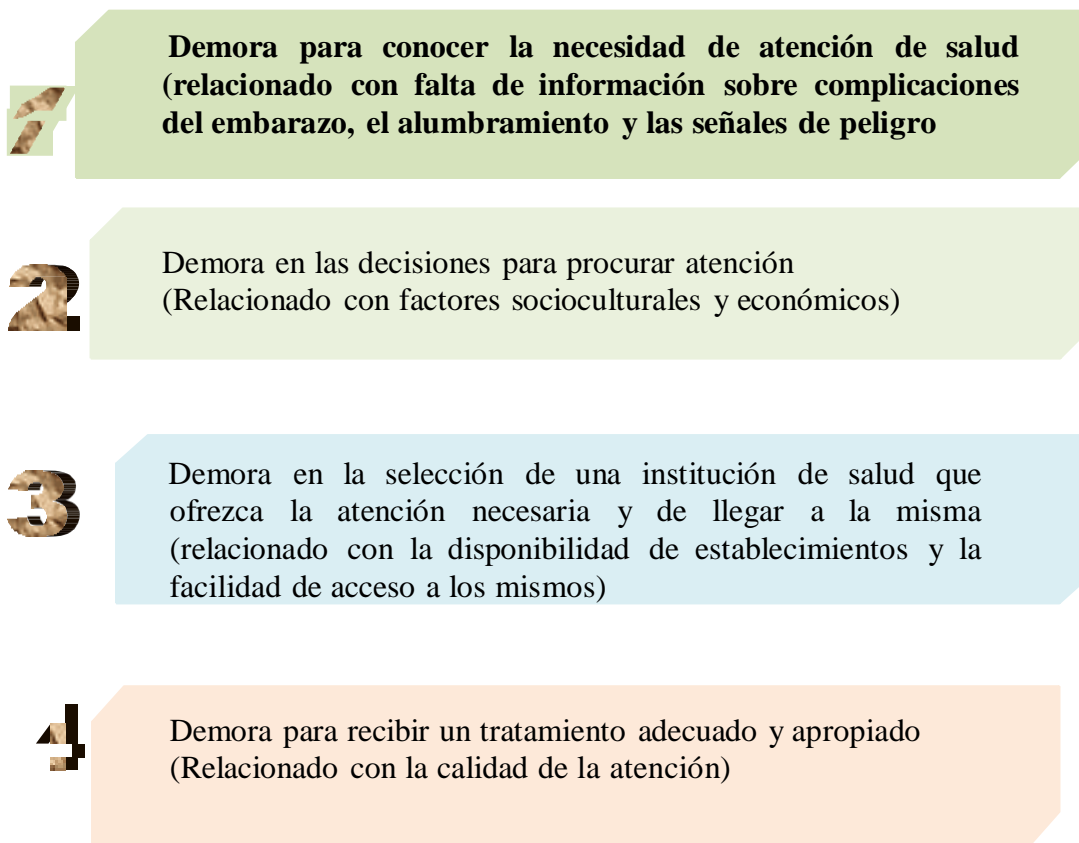 1
Demora para conocer la necesidad de atención de salud
(relacionado con falta de información sobre complicaciones
del embarazo, el alumbramiento y las señales de peligro
2
Demora en las decisiones para procurar atención
(Relacionado con factores socioculturales y económicos)
3
Demora en la selección de una institución de salud que
ofrezca la atención necesaria y de llegar a la misma
(relacionado con la disponibilidad de establecimientos y la
facilidad de acceso a los mismos)
4
Demora para recibir un tratamiento adecuado y apropiado
(Relacionado con la calidad de la atención)